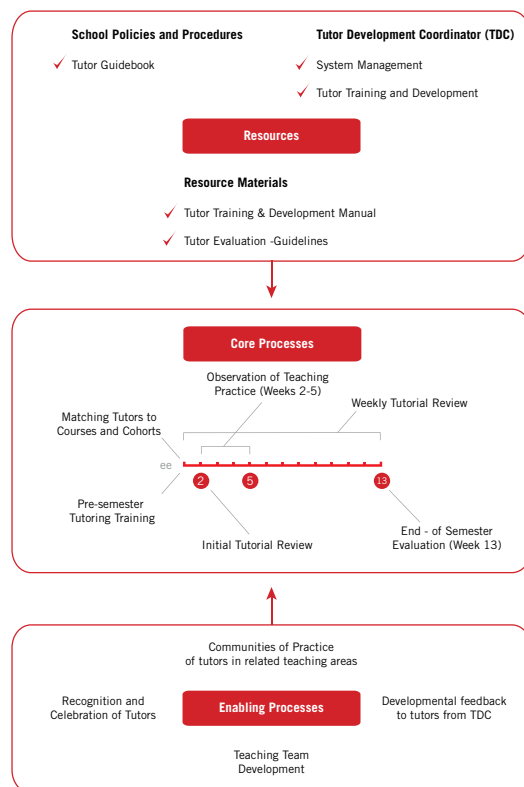 School Policies and Procedures
Tutor Guidebook
Tutor Development Coordinator (TDC)
System Management
Tutor Training and Development
Resources
Resource Materials
Tutor Training & Development Manual
Tutor Evaluation -Guidelines
Core Processes
Observation of Teaching
Practice (Weeks 2-5)
Weekly Tutorial Review
Matching Tutors to
Courses and Cohorts
ee
2
5
13
Pre-semester
Tutoring Training
Initial Tutorial Review
End - of Semester
Evaluation (Week 13)
Communities of Practice
of tutors in related teaching areas
Recognition and
Celebration of Tutors
Enabling Processes
Developmental feedback
to tutors from TDC
Teaching Team
Development